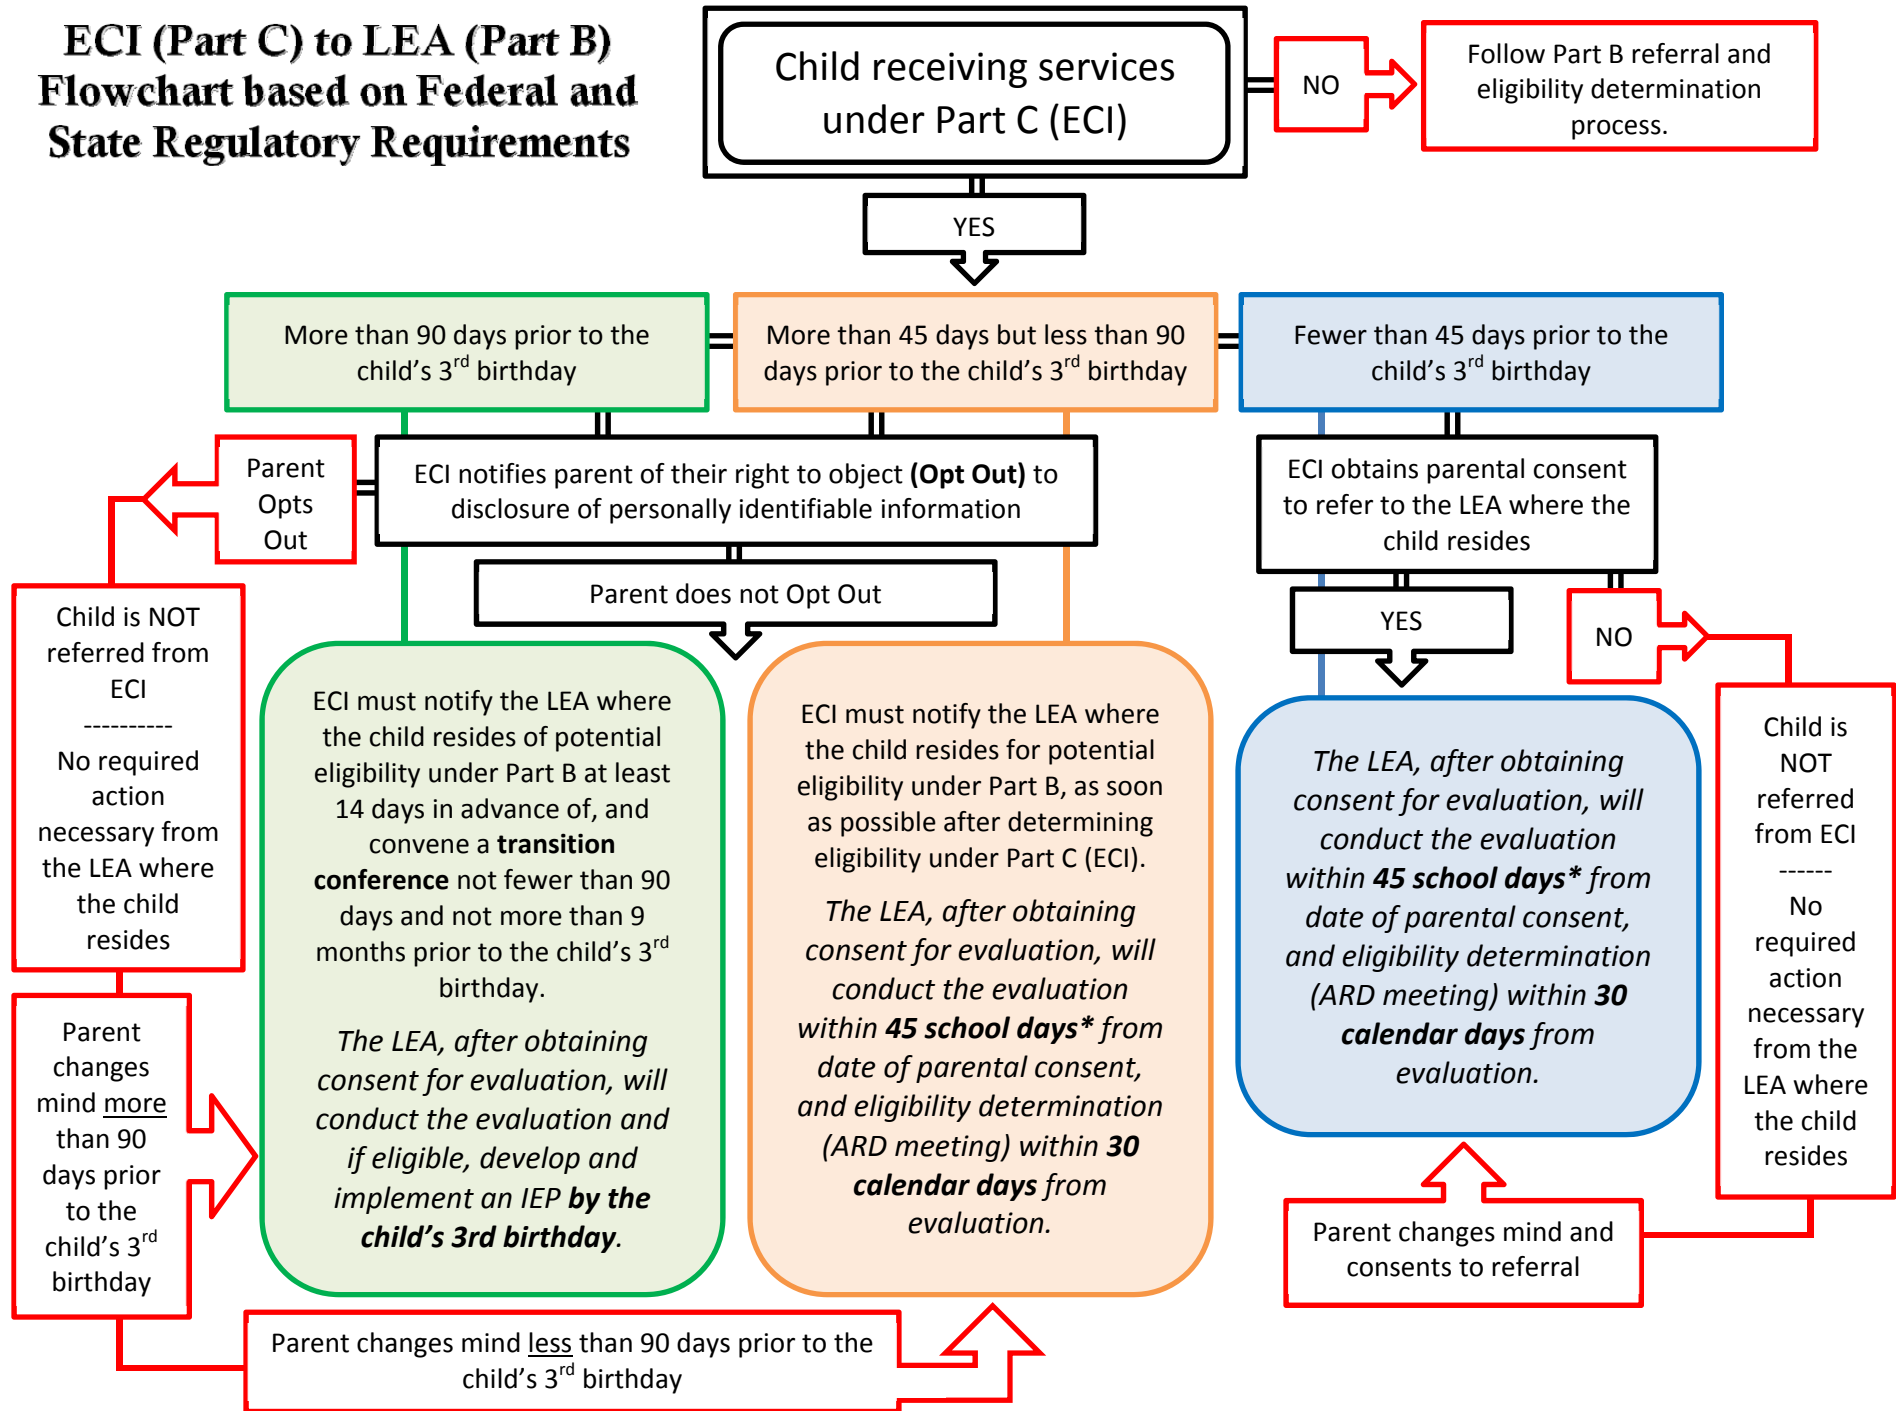 ECI (Part C) to LEA (Part B)
Flowchart based on Federal and
State Regulatory Requirements
Child receiving services
under Part C (ECI)
NO
Follow Part B referral and
eligibility determination
process.
YES
More than 90 days prior to the
child's 3rd birthday
More than 45 days but less than 90
days prior to the child's 3rd birthday
Fewer than 45 days prior to the
child's 3rd birthday
Parent
Opts
Out
ECI notifies parent of their right to object (Opt Out) to
disclosure of personally identifiable information
ECI obtains parental consent
to refer to the LEA where the
child resides
Parent does not Opt Out
YES
NO
Child is NOT
referred from
ECI
----------
No required
action
necessary from
the LEA where
the child
resides
ECI must notify the LEA where
the child resides of potential
eligibility under Part B at least
14 days in advance of, and
convene a transition
conference not fewer than 90
days and not more than 9
months prior to the child's 3rd
birthday.
The LEA, after obtaining
consent for evaluation, will
conduct the evaluation and
if eligible, develop and
implement an IEP by the
child's 3rd birthday.
ECI must notify the LEA where
the child resides for potential
eligibility under Part B, as soon
as possible after determining
eligibility under Part C (ECI).
The LEA, after obtaining
consent for evaluation, will
conduct the evaluation
within 45 school days* from
date of parental consent,
and eligibility determination
(ARD meeting) within 30
calendar days from
evaluation.
The LEA, after obtaining
consent for evaluation, will
conduct the evaluation
within 45 school days* from
date of parental consent,
and eligibility determination
(ARD meeting) within 30
calendar days from
evaluation.
Child is
NOT
referred
from ECI
------
No
required
action
necessary
from the
LEA where
the child
resides
Parent
changes
mind more
than 90
days prior
to the
child's 3rd
birthday
Parent changes mind and
consents to referral
Parent changes mind less than 90 days prior to the
child's 3rd birthday